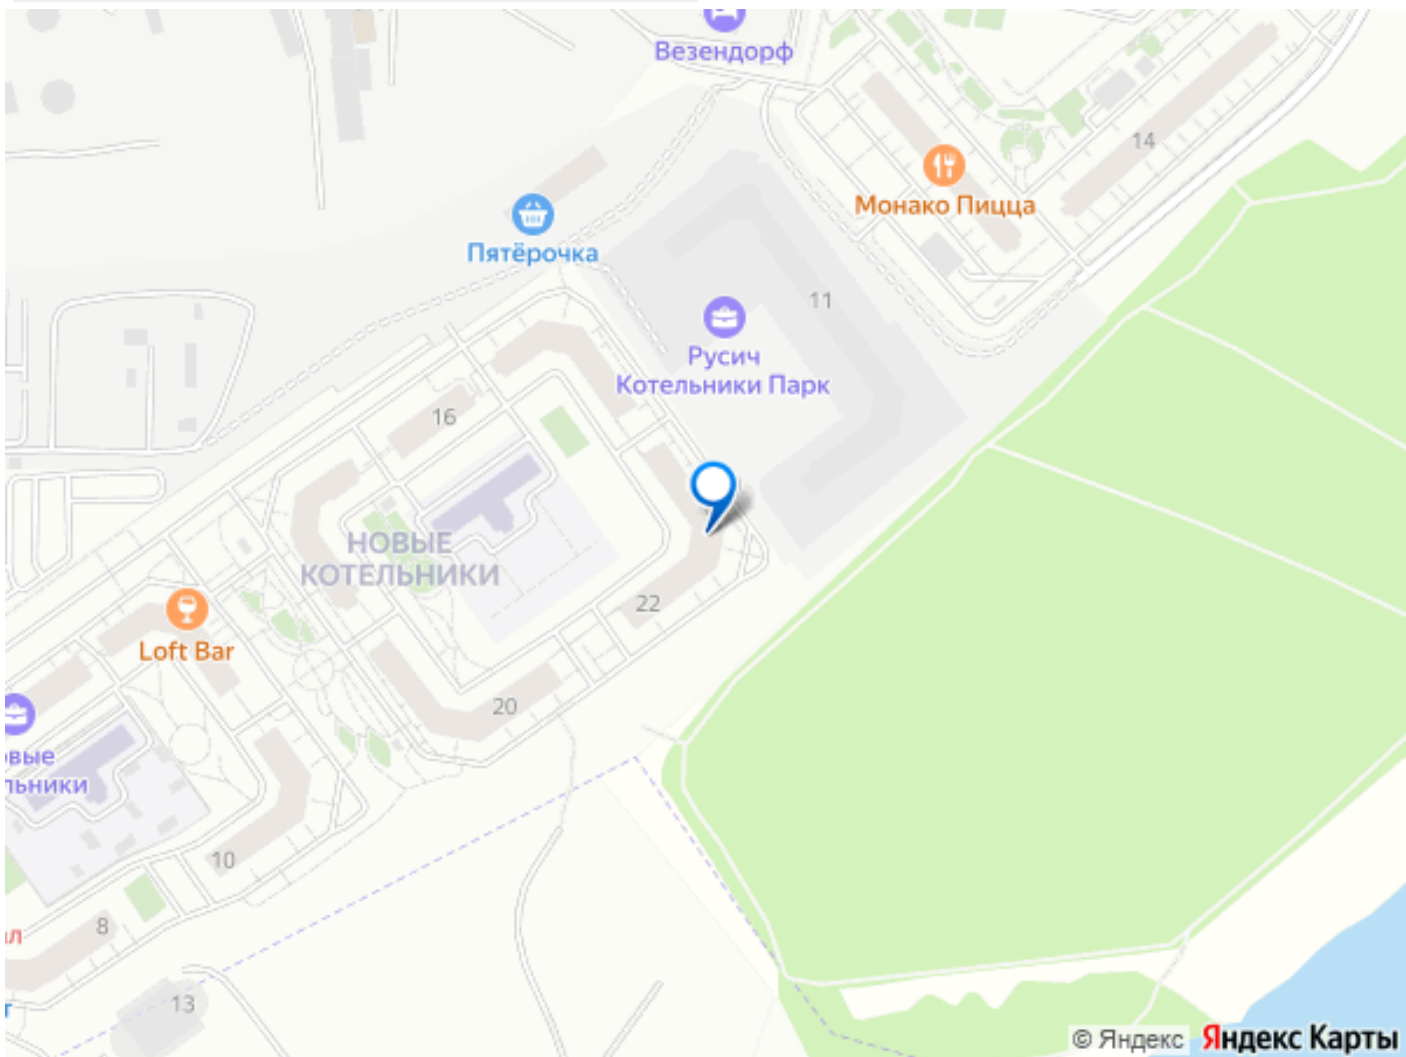 Везендорф
14
Монако Пицца
Пятёрочка
11
Русич
Котельники Парк
16
НОВЫЕ
КОТЕЛЬНИКИ
22
Loft Bar
20
вые
льники
10
8
л
13
т
© Яндекс Яндекс Карты